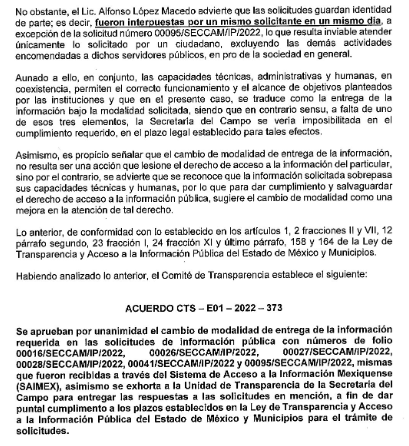 No obstante, el Lic. Alfonso López Macedo advierte que las solicitudes guardan identidad
de parte; es decir, fueron interpuestas por un mismo solicitante en un mismo día, a
excepción de la solicitud número 00095/SECCAM/IP/2022, lo que resulta inviable atender
únicamente lo solicitado por un ciudadano, excluyendo las demás actividades
encomendadas a dichos servidores públicos, en pro de la sociedad en general.
Aunado a ello, en conjunto, las capacidades técnicas, administrativas y humanas, en
coexistencia, permiten el correcto funcionamiento y el alcance de objetivos planteados
por las instituciones y que en el presente caso, se traduce como la entrega de la
información bajo la modalidad solicitada, siendo que en contrario sensu, a falta de uno
de esos tres elementos, la Secretaria del Campo se vería imposibilitada en el
cumplimiento requerido, en el plazo legal establecido para tales efectos.
Asimismo, es propicio señalar que el cambio de modalidad de entrega de la información,
no resulta ser una acción que lesione el derecho de acceso a la información del particular,
sino por el contrario, se advierte que se reconoce que la información solicitada sobrepasa
sus capacidades técnicas y humanas, por lo que para dar cumplimiento y salvaguardar
el derecho de acceso a la información pública, sugiere el cambio de modalidad como una
mejora en la atención de tal derecho.
Lo anterior, de conformidad con lo establecido en los artículos 1, 2 fracciones II y VII, 12
párrafo segundo, 23 fracción I, 24 fracción XI y último párrafo, 158 y 164 de la Ley de
Transparencia y Acceso a la Información Pública del Estado de México y Municipios.
Habiendo analizado lo anterior, el Comité de Transparencia establece el siguiente:
ACUERDO CTS – E01 – 2022 – 373
Se aprueban por unanimidad el cambio de modalidad de entrega de la información
requerida en las solicitudes de información pública con números de folio
00016/SECCAM/IP/2022, 00026/SECCAM/IP/2022, 00027/SECCAM/IP/2022,
00028/SECCAM/IP/2022, 00041/SECCAM/IP/2022 y 00095/SECCAM/IP/2022, mismas
que fueron recibidas a través del Sistema de Acceso a la Información Mexiquense
(SAIMEX), asimismo se exhorta a la Unidad de Transparencia de la Secretaría del
Campo para entregar las respuestas a las solicitudes en mención, a fin de dar
puntual cumplimento a los plazos establecidos en la Ley de Transparencia y Acceso
a la Información Pública del Estado de México y Municipios para el trámite de
solicitudes.